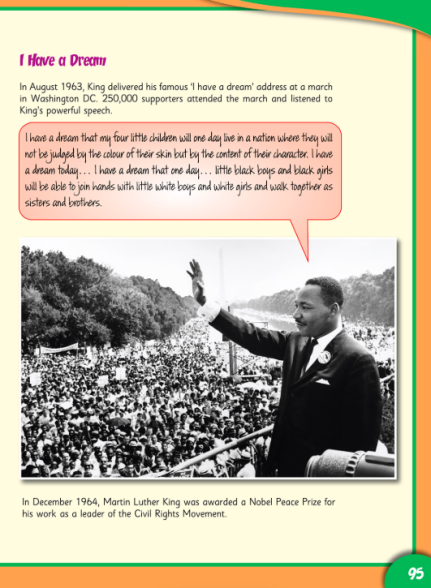 I Have a Dream
In August 1963, King delivered his famous 'I have a dream' address at a march
in Washington DC. 250,000 supporters attended the march and listened to
King's powerful speech.
I have a dream that my four little children will one day live in a nation where they will
not be judged by the colour of their skin but by the content of their character. I have
a dream today... I have a dream that one day... little black boys and black girls
will be able to join hands with little white boys and white girls and walk together as
sisters and brothers.
In December 1964, Martin Luther King was awarded a Nobel Peace Prize for
his work as a leader of the Civil Rights Movement.
95